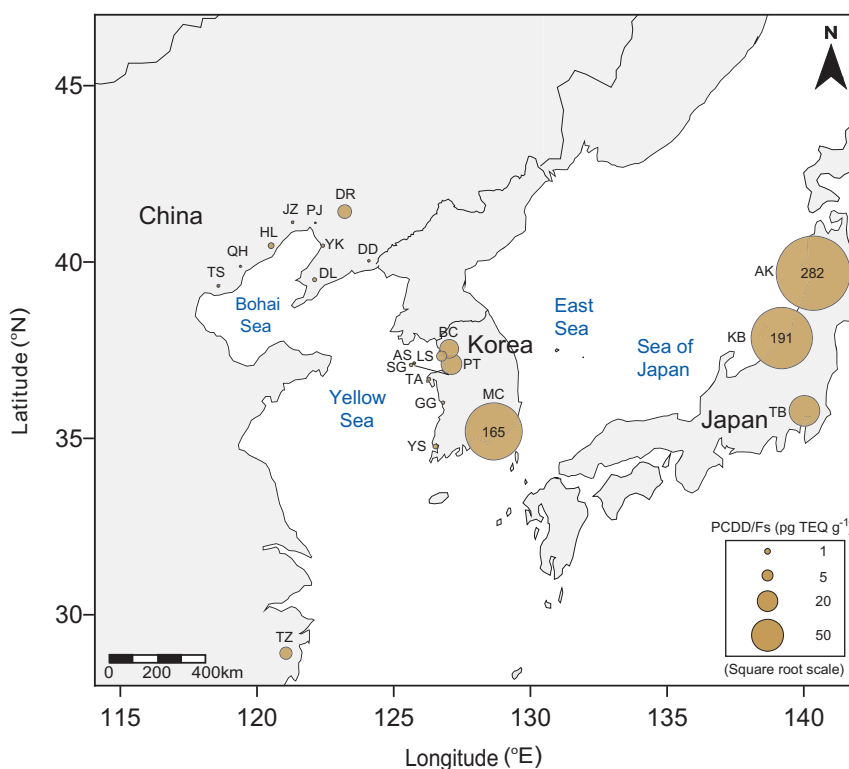 N
45
DR
JZ PJ
China
HL
YK
QH
DD
40
TS
DL
AK
282
Bohai
Sea
East
Sea
BC
Korea
KB
191
AS LS
Sea of
Japan
SG
PT
TA
Yellow
Sea
GG
MC
Japan
TB
165
35
YS
Latitude (°N)
PCDD/Fs (pg TEQ g⁻¹)
1
5
20
50
(Square root scale)
30
TZ
0 200 400km
115 120 125 130 135 140
Longitude (°E)